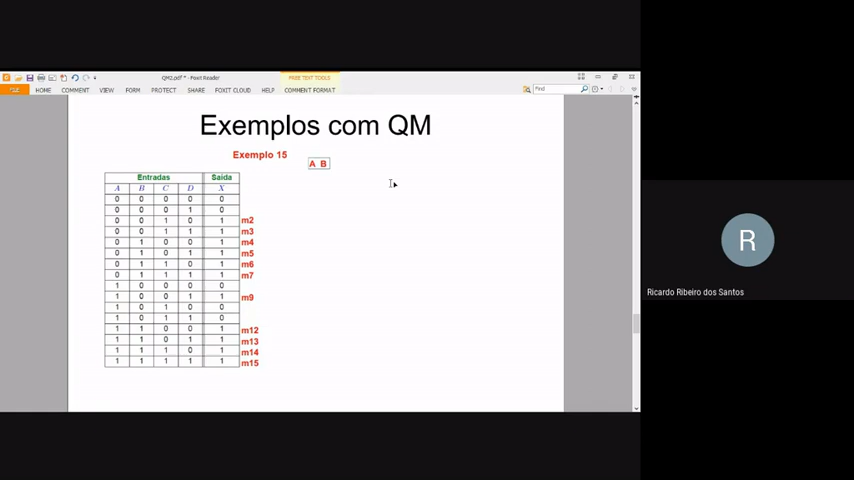 QM2.pdf * - Foxit Reader
FREE TEXT TOOLS
HOME COMMENT VIEW FORM PROTECT SHARE FOXIT CLOUD HELP COMMENT FORMAT
Find
Exemplos com QM
Exemplo 15
A B
Entradas Saída
A B C D X
0 0 0 0 0
0 0 0 1 0
0 0 1 0 1 m2
0 0 1 1 1 m3
0 1 0 0 1 m4
0 1 0 1 1 m5
0 1 1 0 1 m6
0 1 1 1 1 m7
1 0 0 0 0
1 0 0 1 1 m9
1 0 1 0 0
1 0 1 1 0
1 1 0 0 1 m12
1 1 0 1 1 m13
1 1 1 0 1 m14
1 1 1 1 1 m15
R
Ricardo Ribeiro dos Santos